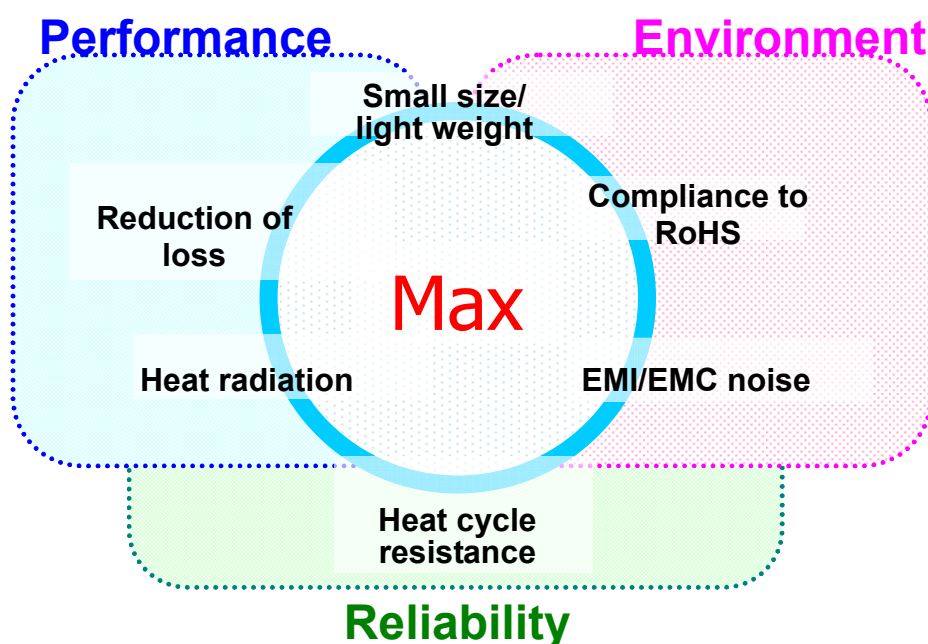 Performance
Environment
Small size/
light weight
Reduction of
loss
Compliance to
RoHS
Max
Heat radiation
EMI/EMC noise
Heat cycle
resistance
Reliability